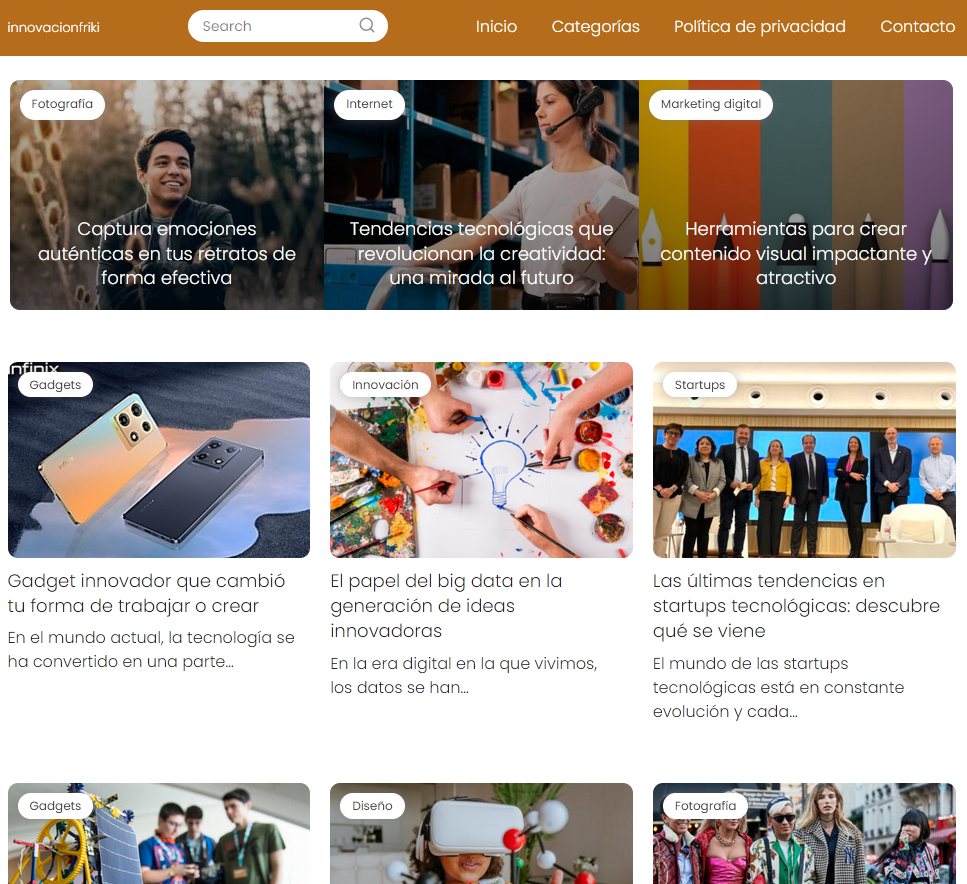 innovacionfriki
Search
Inicio
Categorías
Política de privacidad
Contacto
Fotografía
Captura emociones
auténticas en tus retratos de
forma efectiva
Internet
Tendencias tecnológicas que
revolucionan la creatividad:
una mirada al futuro
Marketing digital
Herramientas para crear
contenido visual impactante y
atractivo
Gadgets
Gadget innovador que cambió
tu forma de trabajar o crear
En el mundo actual, la tecnología se
ha convertido en una parte...
Innovación
El papel del big data en la
generación de ideas
innovadoras
En la era digital en la que vivimos,
los datos se han...
Startups
Las últimas tendencias en
startups tecnológicas: descubre
qué se viene
El mundo de las startups
tecnológicas está en constante
evolución y cada...
Gadgets
Diseño
Fotografía